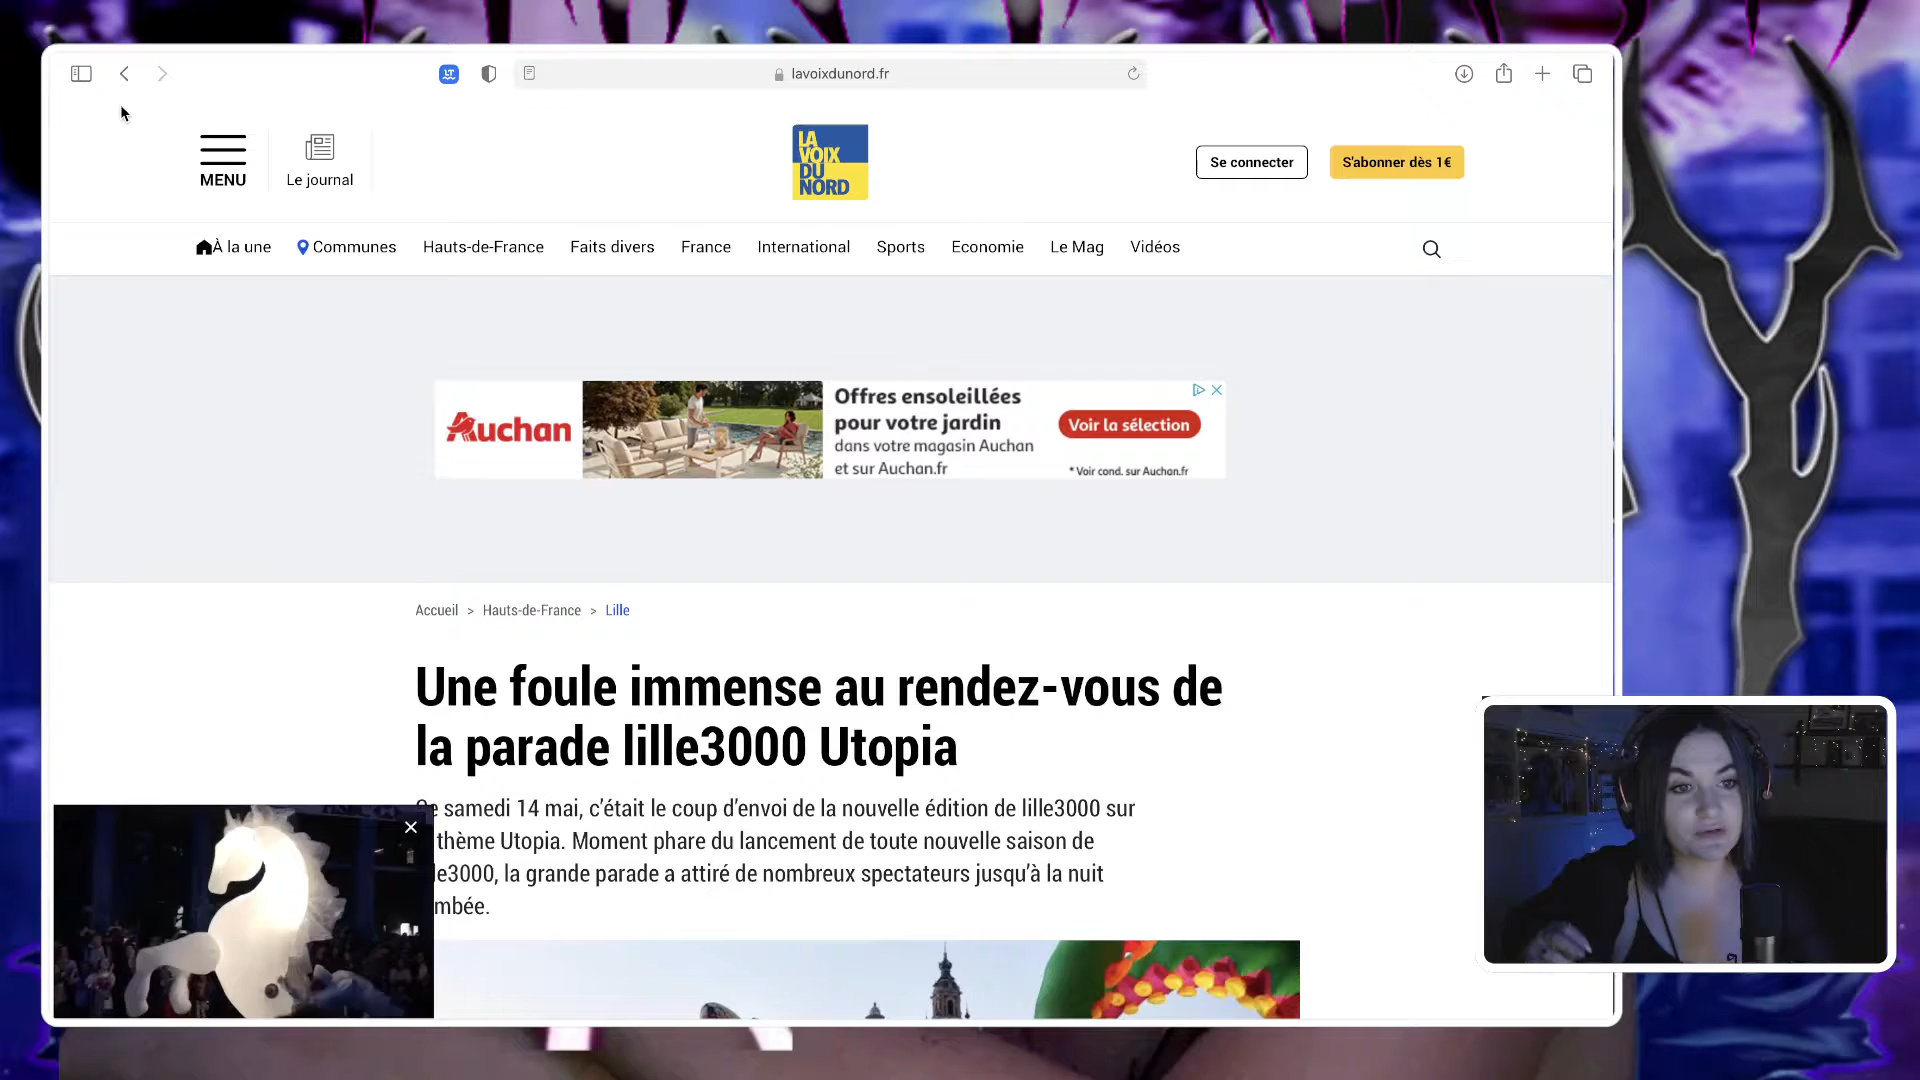 LT
lavoixdunord.fr
MENU
Le journal
LA
VOIX
DU
NORD
Se connecter
S'abonner dès 1€
À la une
Communes
Hauts-de-France
Faits divers
France
International
Sports
Economie
Le Mag
Vidéos
Auchan
Offres ensoleillées
pour votre jardin
dans votre magasin Auchan
et sur Auchan.fr
Voir la sélection
* Voir cond. sur Auchan.fr
Accueil > Hauts-de-France > Lille
Une foule immense au rendez-vous de
la parade lille3000 Utopia
samedi 14 mai, c'était le coup d'envoi de la nouvelle édition de lille3000 sur
thème Utopia. Moment phare du lancement de toute nouvelle saison de
le3000, la grande parade a attiré de nombreux spectateurs jusqu'à la nuit
mbée.